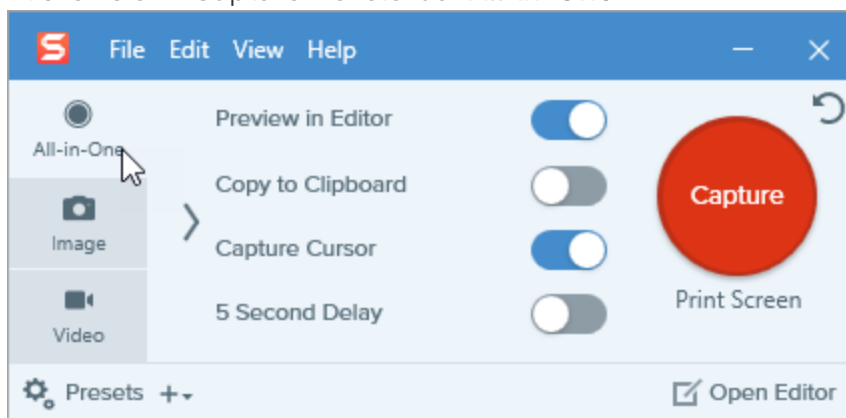 File Edit View Help
All-in-One
Image
Video
Preview in Editor
Copy to Clipboard
Capture Cursor
5 Second Delay
Capture
Print Screen
Presets
Open Editor